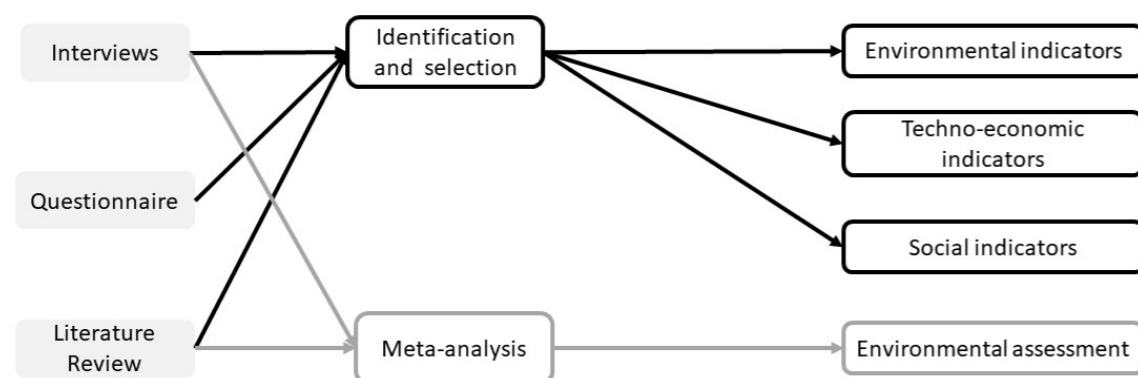 Interviews
Questionnaire
Literature
Review
Identification
and selection
Meta-analysis
Environmental indicators
Techno-economic
indicators
Social indicators
Environmental assessment